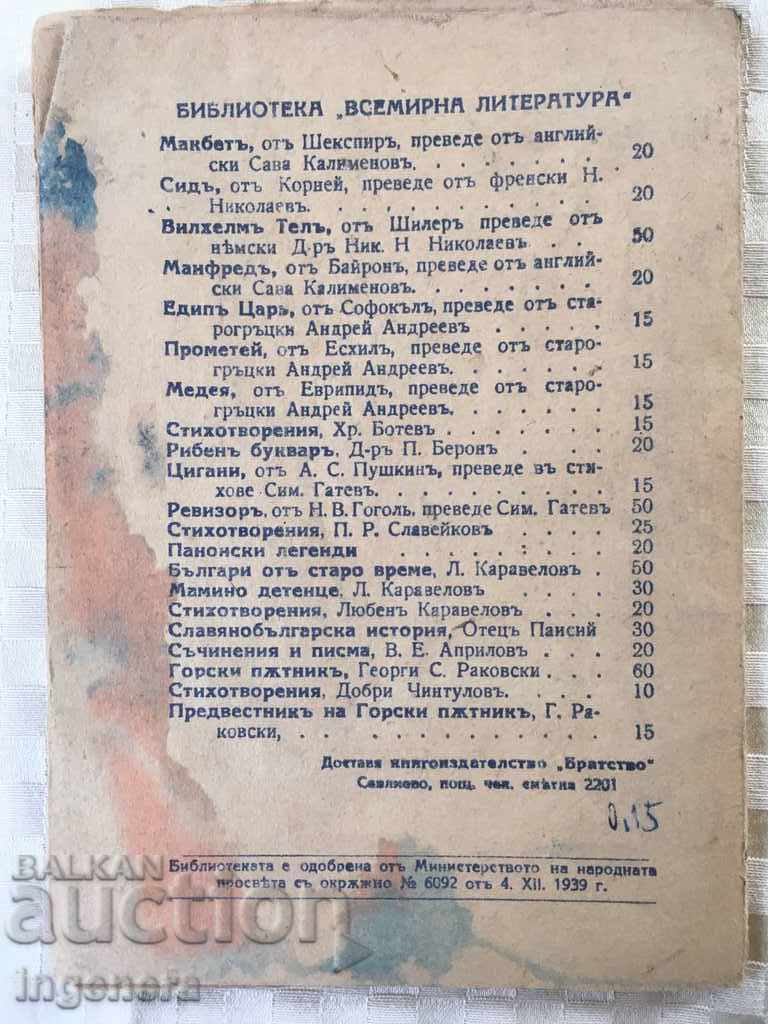 БИБЛИОТЕКА „ВСЕМИРНА ЛИТЕРАТУРА“
Макбетъ, отъ Шекспир, преведе отъ англий-
ски Сава Калименовъ. . . . . . . . 20
Сидъ, отъ Корней, преведе отъ френски Н.
Николаевъ. . . . . . . . . . . 20
Вилхелмъ Телъ, отъ Шилеръ преведе отъ
нѣмски Д-ръ Ник. Н Николаевъ . . 50
Манфредъ, отъ Байронъ, преведе отъ англий-
ски Сава Калименовъ. . . . . . . . 20
Едипъ Царь, отъ Софокълъ, преведе отъ ста-
рогръцки Андрей Андреевъ . . . . . 15
Прометей, отъ Есхилъ, преведе отъ старо-
гръцки Андрей Андреевъ. . . . . . . 15
Медея, отъ Еврипидъ, преведе отъ старо-
гръцки Андрей Андреевъ. . . . . . . 15
Стихотворения, Хр. Ботевъ . . . . . . 15
Рибенъ букваръ, Д-ръ П. Беронъ . . . 20
Цигани, отъ А. С. Пушкинъ, преведе въ сти-
хове Сим. Гатевъ. . . . . . . . . . 15
Ревизоръ, отъ Н. В. Гоголь, преведе Сим. Гатевъ 50
Стихотворения, П. Р. Славейковъ . . . . 25
Панонски легенди . . . . . . . . 20
Българи отъ старо време, Л. Каравеловъ . 50
Мамино детенце, Л. Каравеловъ . . . . 30
Стихотворения, Любенъ Каравеловъ . . . 20
Славянобългарска история, Отецъ Паисий 30
Съчинения и писма, В. Е. Априловъ . . . 20
Горски пѫтникъ, Георги С. Раковски . . . 60
Стихотворения, Добри Чинтуловъ. . . . 10
Предвестникъ на Горски пѫтникъ, Г. Ра-
ковски, . . . . . . . . . . . . . 15
Доставя книгоиздателство „Братство“
Севлиево, пощ. чек. смѣтка 2201
0,15
Библиотеката е одобрена отъ Министерството на народната
просвѣта съ окръжно № 6092 отъ 4. XII. 1939 г.
BALKAN
auction
ingenera